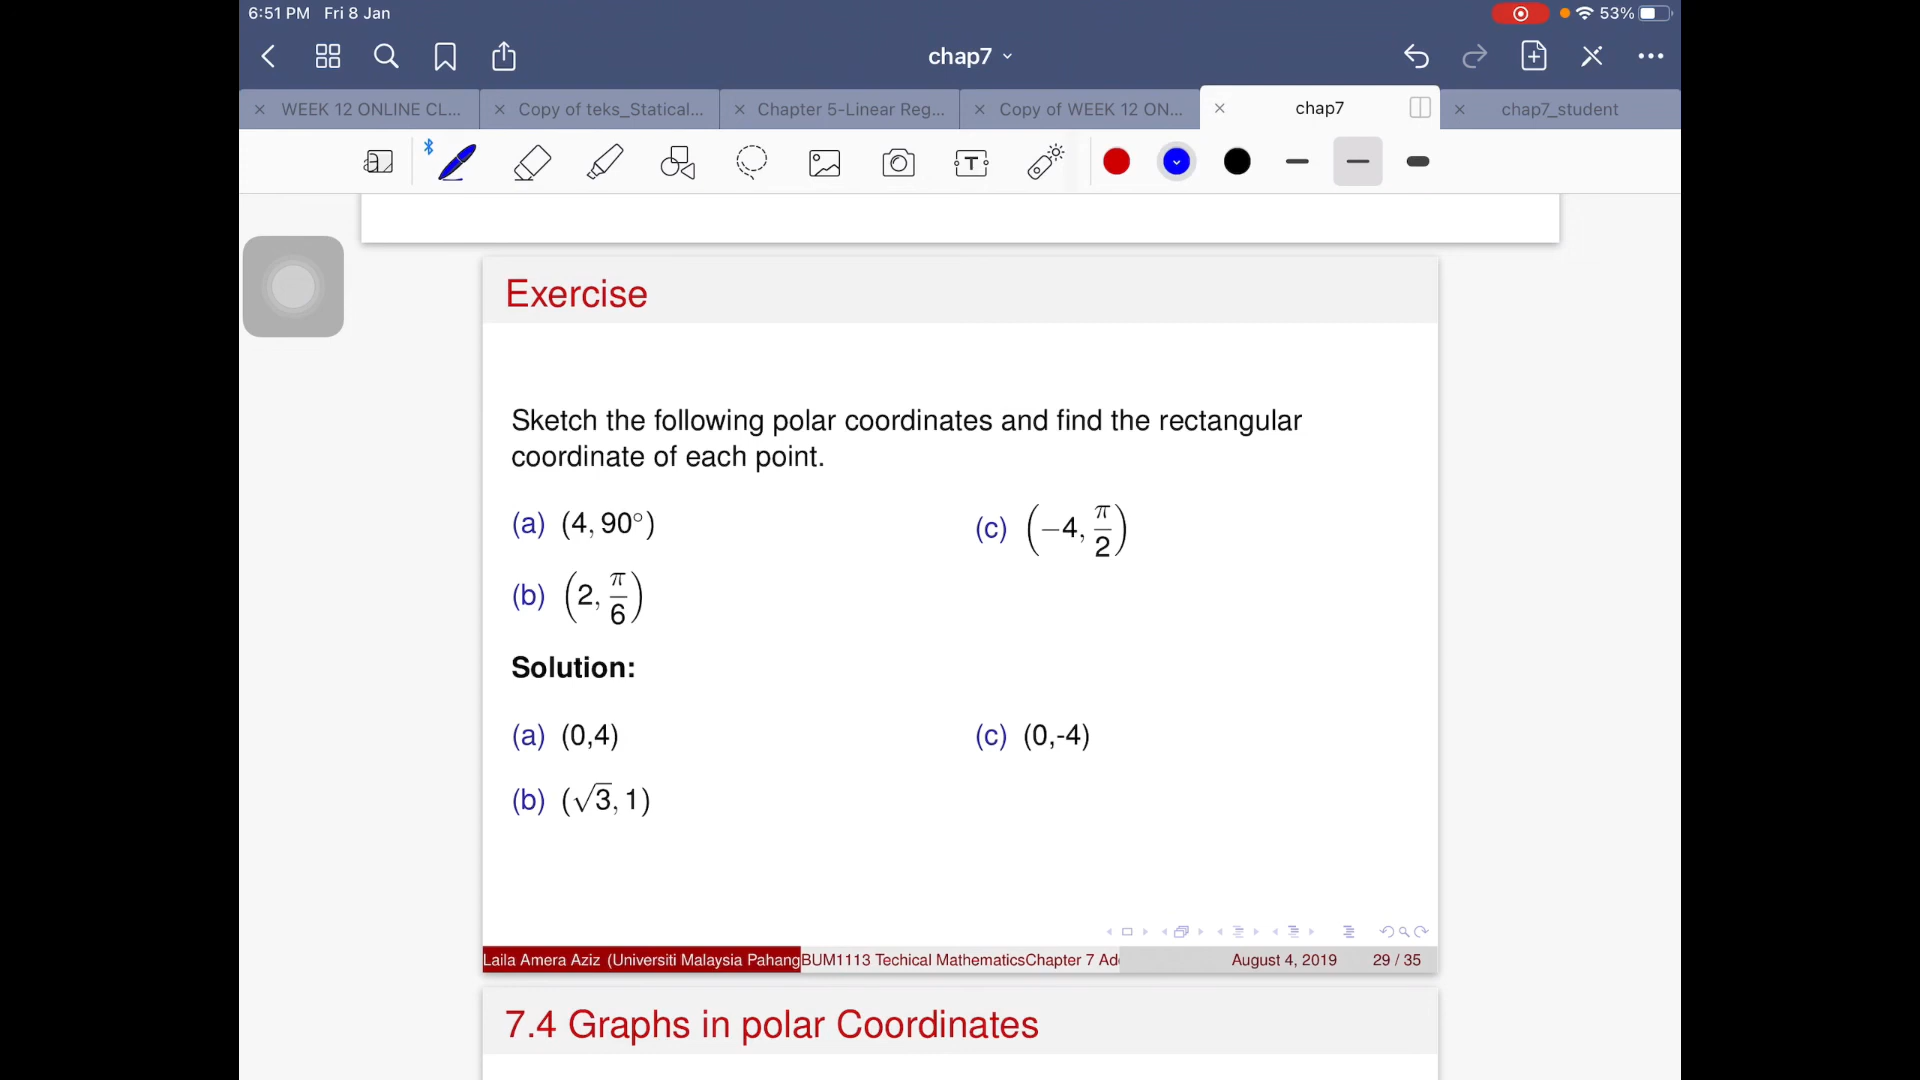 6:51 PM Fri 8 Jan 53%
chap7
WEEK 12 ONLINE CL... Copy of teks_Statical... Chapter 5-Linear Reg... Copy of WEEK 12 ON... chap7 chap7_student
Exercise
Sketch the following polar coordinates and find the rectangular
coordinate of each point.
(a) (4, 90°)
(b) (2, π/6)
(c) (−4, π/2)
Solution:
(a) (0,4)
(b) (√3, 1)
(c) (0,-4)
Laila Amera Aziz (Universiti Malaysia Pahang BUM1113 Techical MathematicsChapter 7 Ad August 4, 2019 29 / 35
7.4 Graphs in polar Coordinates